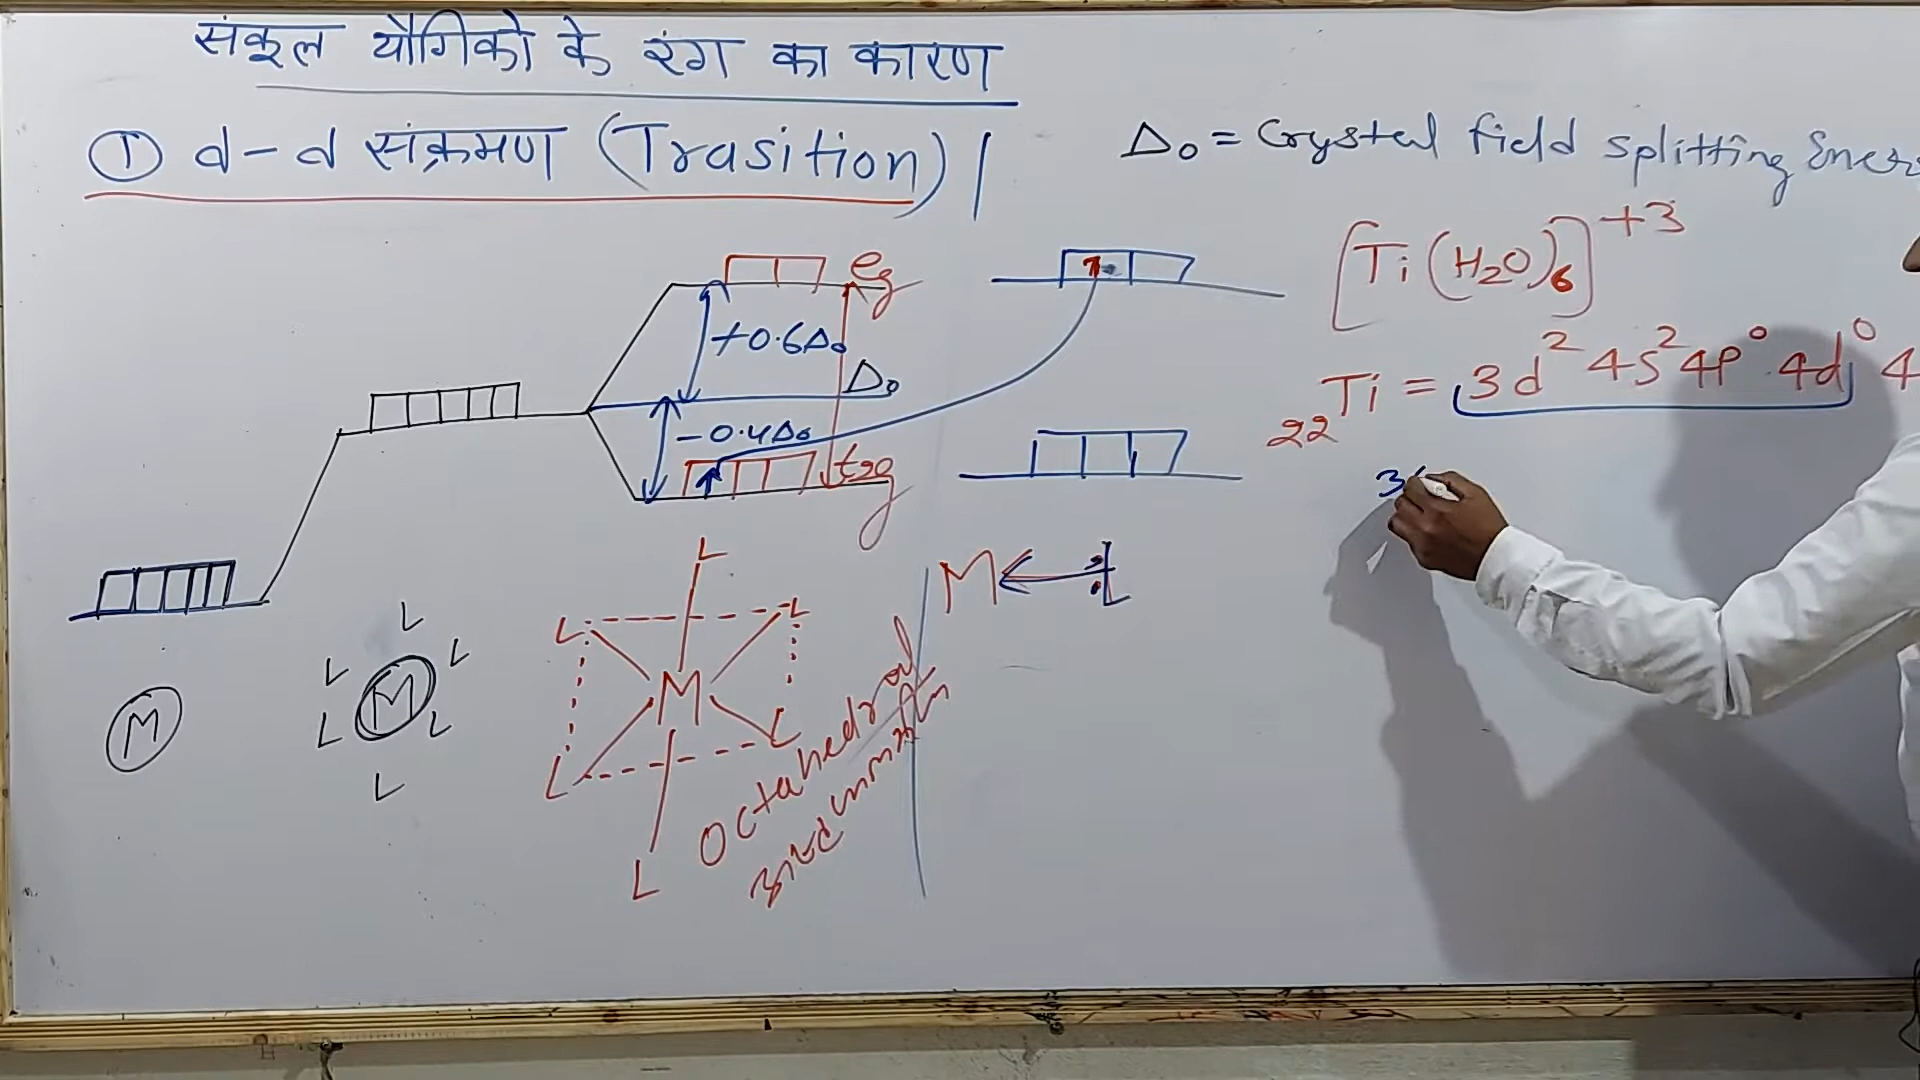 संकूल यौगिको के रंग का कारण
① d-d संक्रमण (Trasition) |
Δ₀ = Crystal field splitting Ener
[Ti(H₂O)₆]⁺³
₂₂Ti = 3d² 4s² 4p⁰ 4d⁰ 4
3
eg
+0.6Δ₀
Δ₀
-0.4Δ₀
t₂g
M
L
L
L
M
L
L
L
L
L
L
M
L
L
L
Octahedral
M ← :L